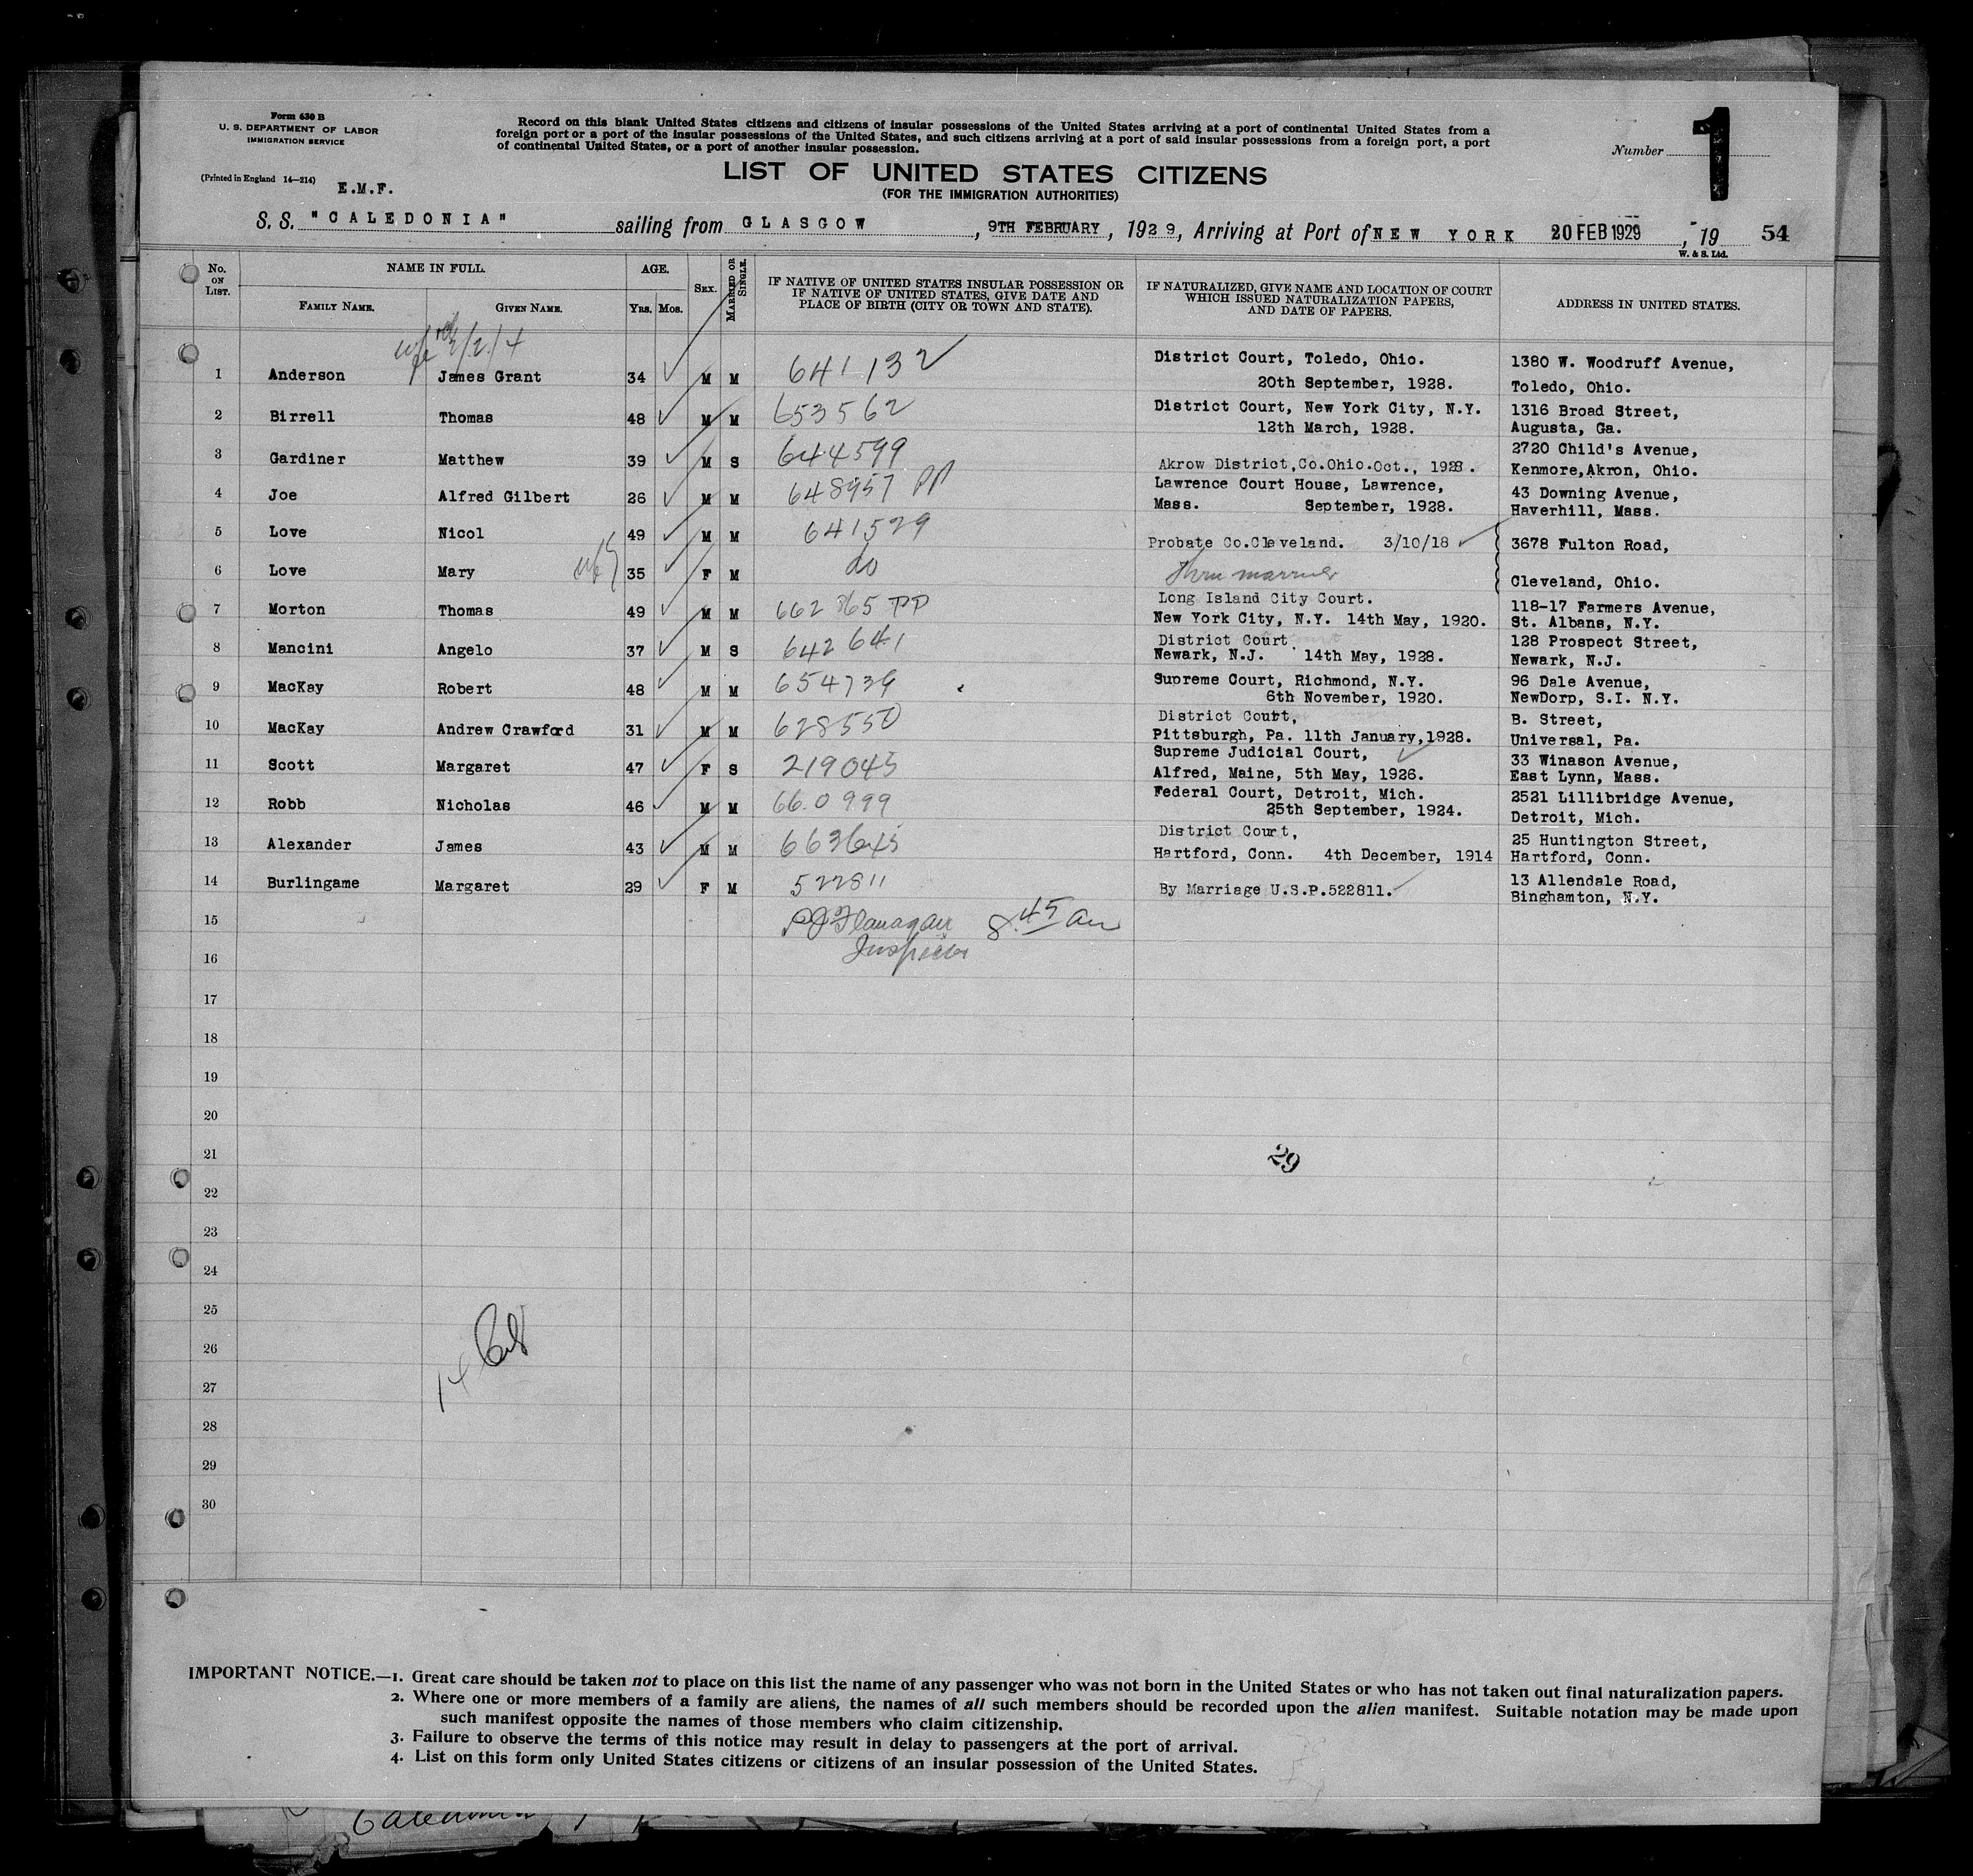 Form 630 B
U. S. DEPARTMENT OF LABOR
IMMIGRATION SERVICE
(Printed in England 14—214)
E.M.F.
Record on this blank United States citizens and citizens of insular possessions of the United States arriving at a port of continental United States from a
foreign port or a port of the insular possessions of the United States, and such citizens arriving at a port of said insular possessions from a foreign port, a port
of continental United States, or a port of another insular possession.
Number 1
LIST OF UNITED STATES CITIZENS
(FOR THE IMMIGRATION AUTHORITIES)
S. S. "CALEDONIA" sailing from GLASGOW, 9TH FEBRUARY, 1929, Arriving at Port of NEW YORK 20 FEB 1929, 19 54
W. & S. Ltd.
No. ON LIST. NAME IN FULL. FAMILY NAME. GIVEN NAME. AGE. YRS. MOS. SEX. MARRIED OR SINGLE. IF NATIVE OF UNITED STATES INSULAR POSSESSION OR IF NATIVE OF UNITED STATES, GIVE DATE AND PLACE OF BIRTH (CITY OR TOWN AND STATE). IF NATURALIZED, GIVE NAME AND LOCATION OF COURT WHICH ISSUED NATURALIZATION PAPERS, AND DATE OF PAPERS. ADDRESS IN UNITED STATES.
1 Anderson James Grant 34 M M 641132 District Court, Toledo, Ohio. 20th September, 1928. 1380 W. Woodruff Avenue, Toledo, Ohio.
2 Birrell Thomas 48 M M 653562 District Court, New York City, N.Y. 12th March, 1928. 1316 Broad Street, Augusta, Ga.
3 Gardiner Matthew 39 M S 644599 Akrow District,Co.Ohio.Oct., 1928. 2720 Child's Avenue, Kenmore,Akron, Ohio.
4 Joe Alfred Gilbert 26 M M 648957 PP Lawrence Court House, Lawrence, Mass. September, 1928. 43 Downing Avenue, Haverhill, Mass.
5 Love Nicol 49 M M 641529 Probate Co.Cleveland. 3/10/18 3678 Fulton Road,
6 Love Mary 35 F M do Cleveland, Ohio.
7 Morton Thomas 49 M M 662865 PP Long Island City Court. New York City, N.Y. 14th May, 1920. 118-17 Farmers Avenue, St. Albans, N.Y.
8 Mancini Angelo 37 M S 642641 District Court Newark, N.J. 14th May, 1928. 128 Prospect Street, Newark, N.J.
9 MacKay Robert 48 M M 654739 Supreme Court, Richmond, N.Y. 6th November, 1920. 96 Dale Avenue, NewDorp, S.I. N.Y.
10 MacKay Andrew Crawford 31 M M 628550 District Court, Pittsburgh, Pa. 11th January,1928. B. Street, Universal, Pa.
11 Scott Margaret 47 F S 219045 Supreme Judicial Court, Alfred, Maine, 5th May, 1926. 33 Winason Avenue, East Lynn, Mass.
12 Robb Nicholas 46 M M 660999 Federal Court, Detroit, Mich. 25th September, 1924. 2521 Lillibridge Avenue, Detroit, Mich.
13 Alexander James 43 M M 663645 District Court, Hartford, Conn. 4th December, 1914 25 Huntington Street, Hartford, Conn.
14 Burlingame Margaret 29 F M 522811 By Marriage U.S.P.522811. 13 Allendale Road, Binghamton, N.Y.
15 PJ Flanagan 8.45 am
16 Inspector
17
18
19
20
21 29
22
23
24
25
26
27 14
28
29
30
IMPORTANT NOTICE.—1. Great care should be taken not to place on this list the name of any passenger who was not born in the United States or who has not taken out final naturalization papers.
2. Where one or more members of a family are aliens, the names of all such members should be recorded upon the alien manifest. Suitable notation may be made upon
such manifest opposite the names of those members who claim citizenship.
3. Failure to observe the terms of this notice may result in delay to passengers at the port of arrival.
4. List on this form only United States citizens or citizens of an insular possession of the United States.
Caledonia